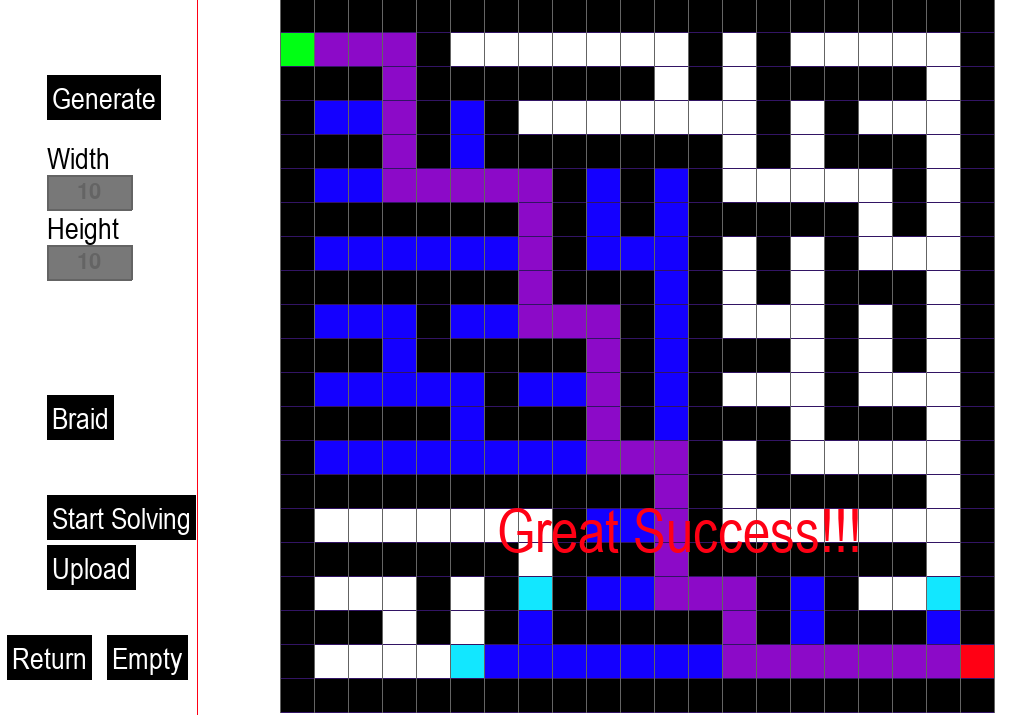 Generate
Width
10
Height
10
Braid
Start Solving
Upload
Return
Empty
Great Success!!!